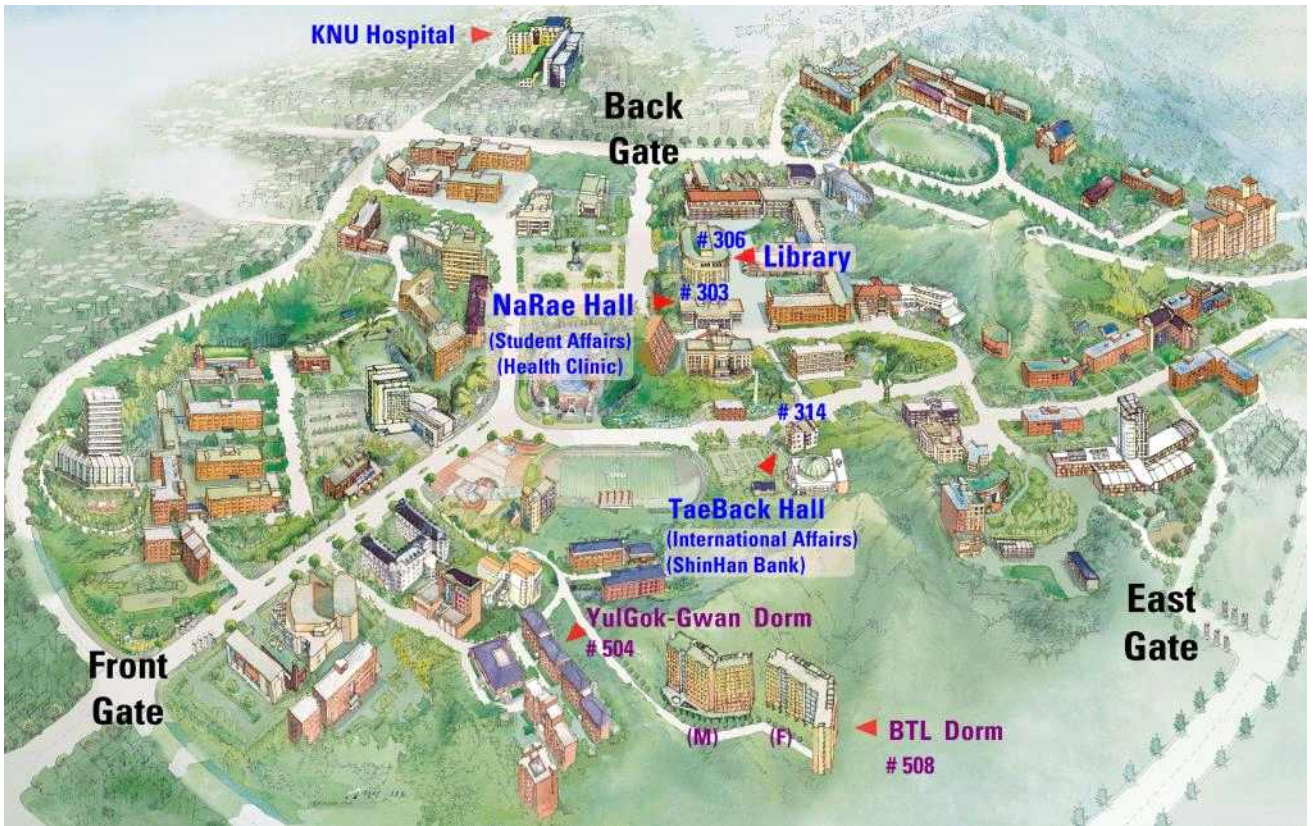 KNU Hospital
Back
Gate
# 306
Library
# 303
NaRae Hall
(Student Affairs)
(Health Clinic)
# 314
TaeBack Hall
(International Affairs)
(ShinHan Bank)
YulGok-Gwan Dorm
# 504
East
Gate
Front
Gate
(M)
(F)
BTL Dorm
# 508